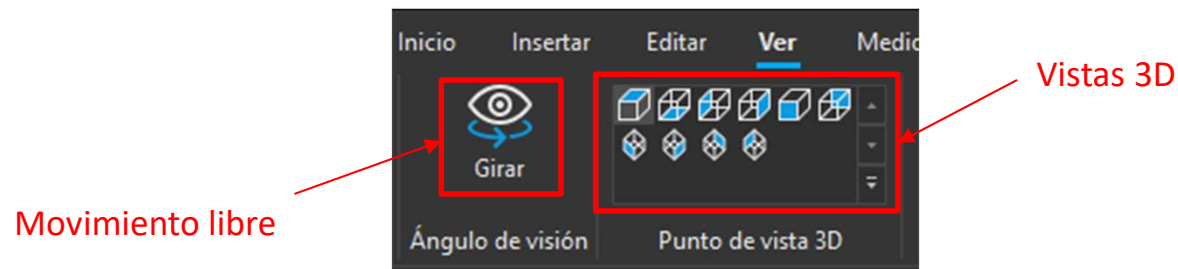 Inicio Insertar Editar Ver Medic
Vistas 3D
Girar
Movimiento libre
Ángulo de visión Punto de vista 3D